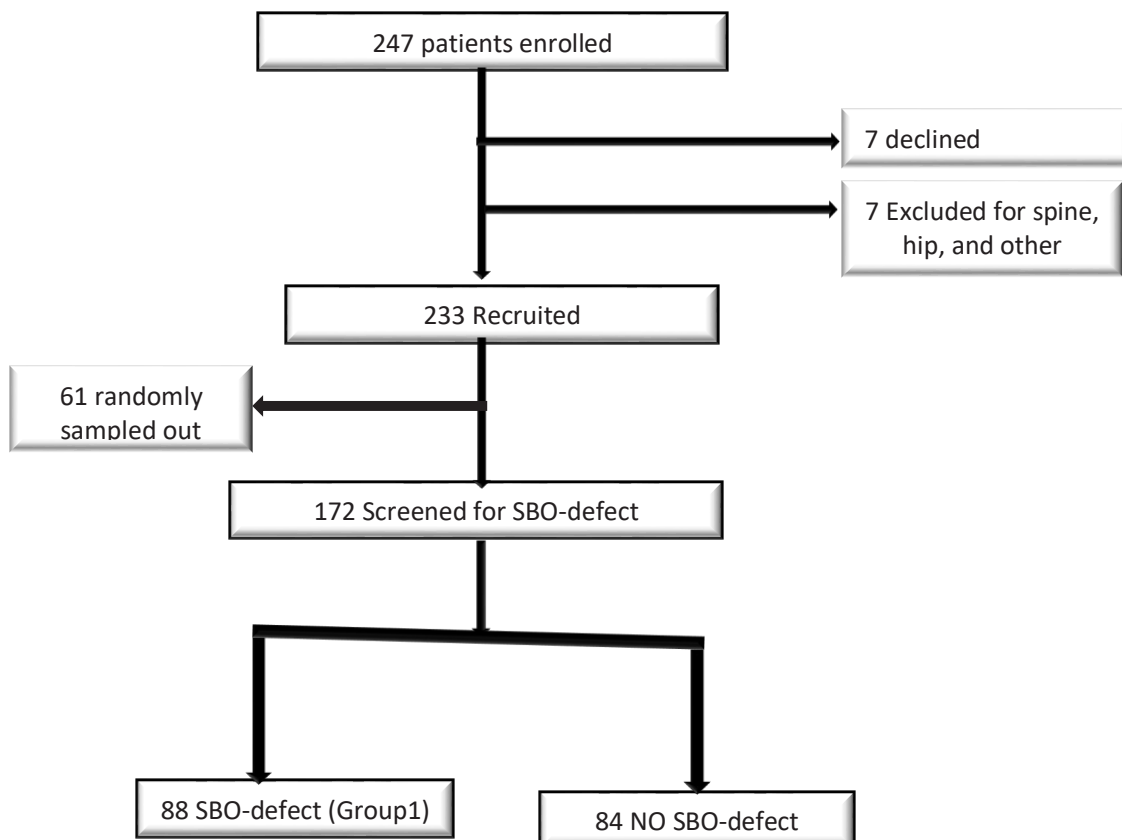 247 patients enrolled
7 declined
7 Excluded for spine,
hip, and other
233 Recruited
61 randomly
sampled out
172 Screened for SBO-defect
88 SBO-defect (Group1)
84 NO SBO-defect